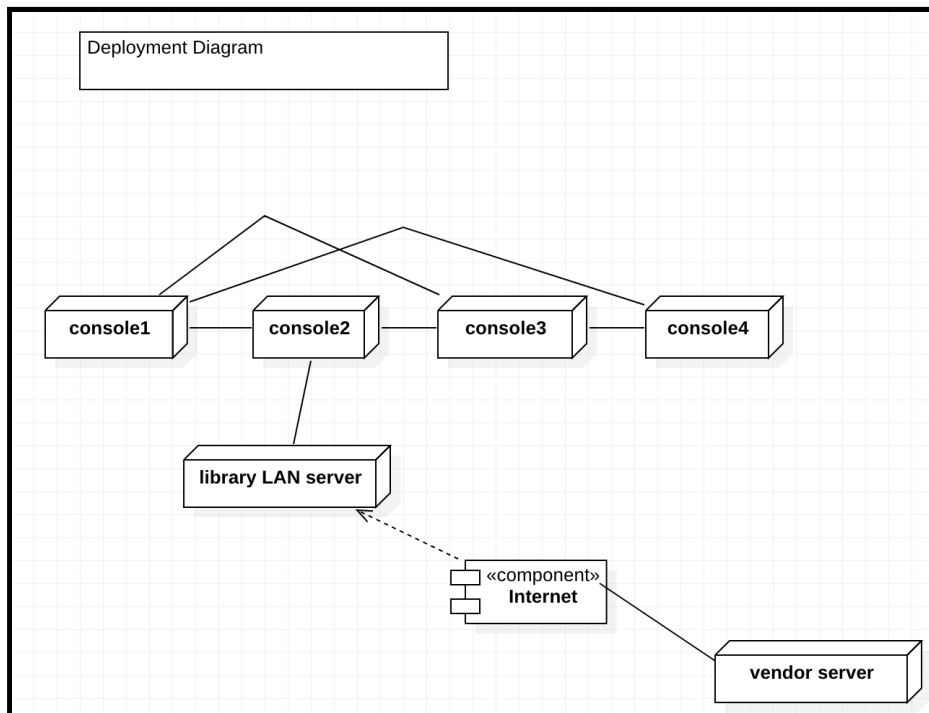 Deployment Diagram
console1
console2
console3
console4
library LAN server
«component»
Internet
vendor server